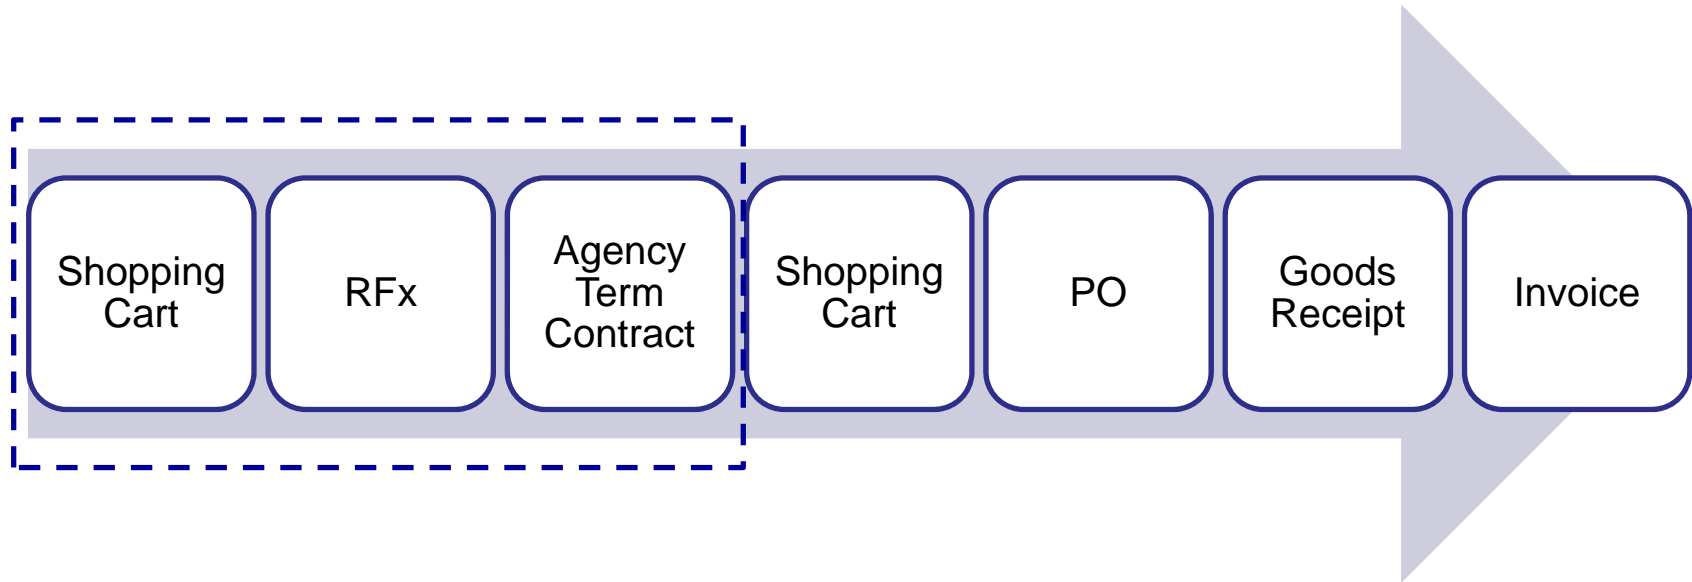 Shopping
Cart
RFx
Agency
Term
Contract
Shopping
Cart
PO
Goods
Receipt
Invoice